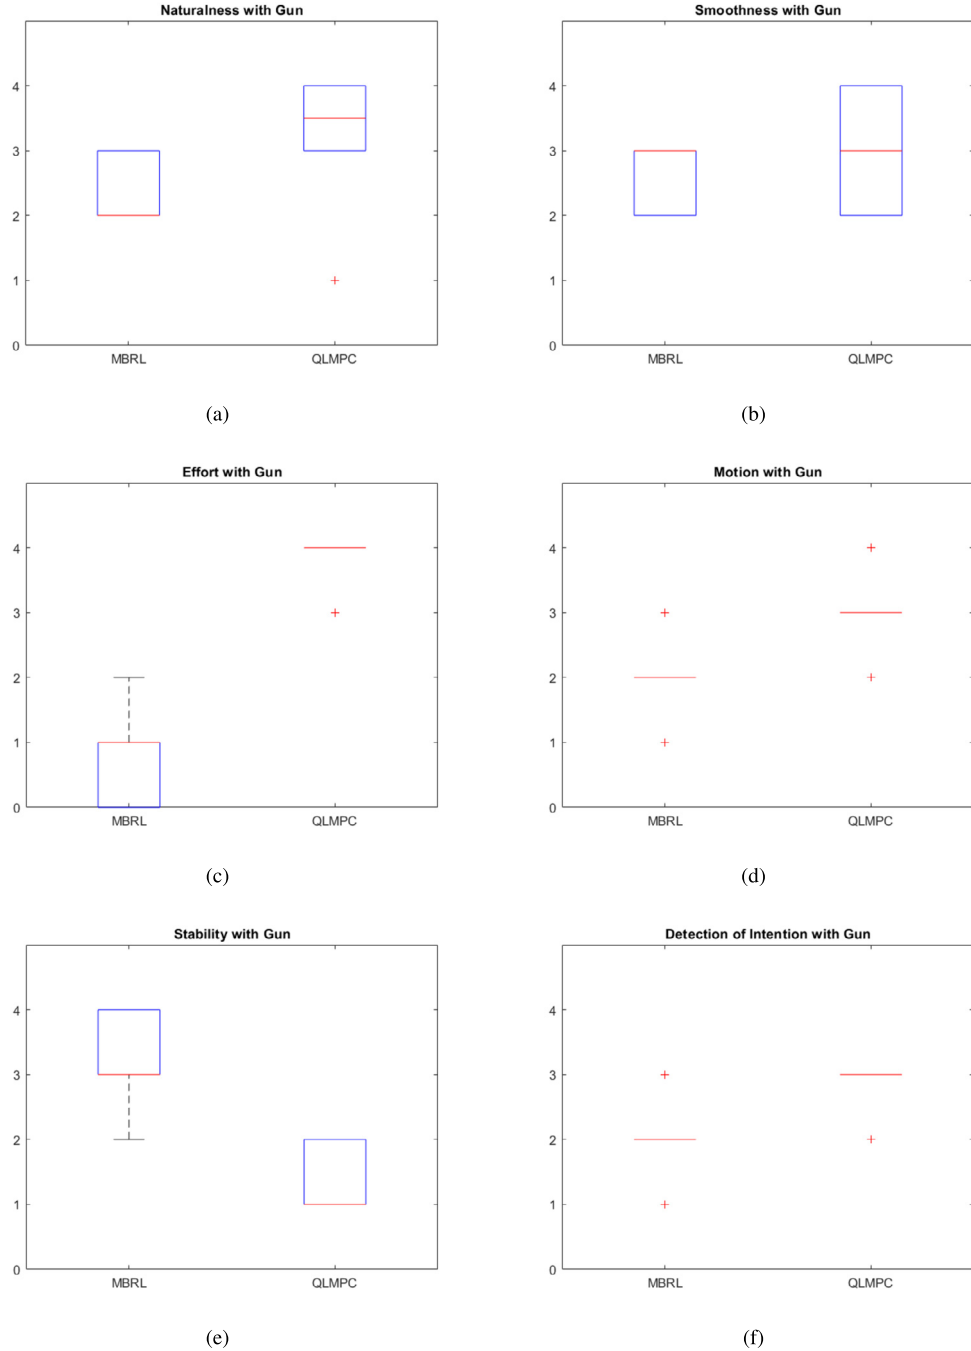 Naturalness with Gun
4
3
2
1
0
MBRL QLMPC
(a)
Smoothness with Gun
4
3
2
1
0
MBRL QLMPC
(b)
Effort with Gun
4
3
2
1
0
MBRL QLMPC
(c)
Motion with Gun
4
3
2
1
0
MBRL QLMPC
(d)
Stability with Gun
4
3
2
1
0
MBRL QLMPC
(e)
Detection of Intention with Gun
4
3
2
1
0
MBRL QLMPC
(f)